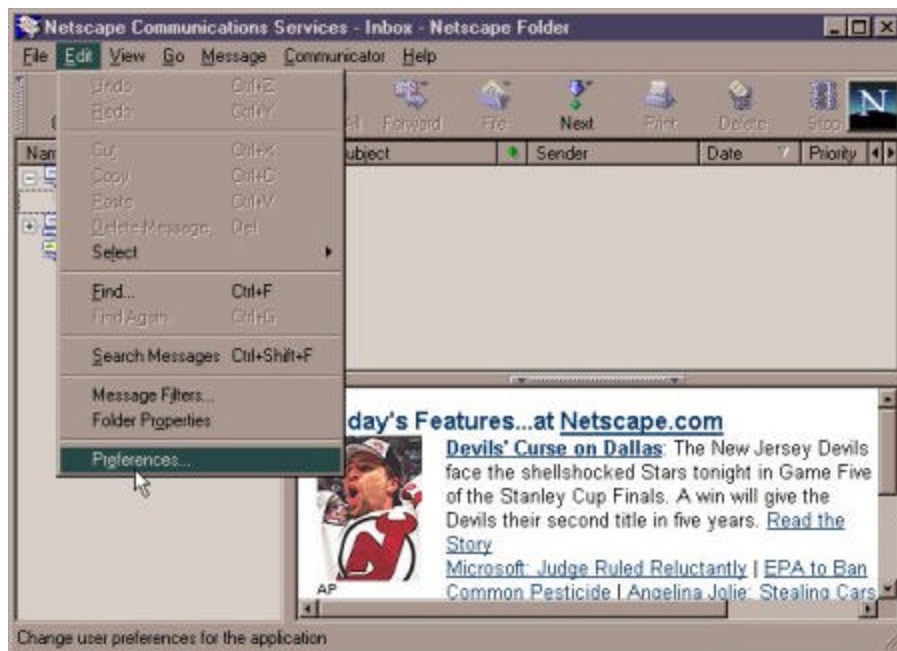 Netscape Communications Services - Inbox - Netscape Folder
File Edit View Go Message Communicator Help
Undo Ctrl+Z
Redo Ctrl+Y
Cut Ctrl+X
Copy Ctrl+C
Paste Ctrl+V
Delete Message Del
Select
Find... Ctrl+F
Find Again Ctrl+G
Search Messages Ctrl+Shift+F
Message Filters...
Folder Properties
Preferences...
Forward File Next Print Delete Stop
N
Nam
ubject Sender Date Priority
day's Features...at Netscape.com
Devils' Curse on Dallas: The New Jersey Devils
face the shellshocked Stars tonight in Game Five
of the Stanley Cup Finals. A win will give the
Devils their second title in five years. Read the
Story
Microsoft: Judge Ruled Reluctantly | EPA to Ban
Common Pesticide | Angelina Jolie: Stealing Cars
AP
Change user preferences for the application